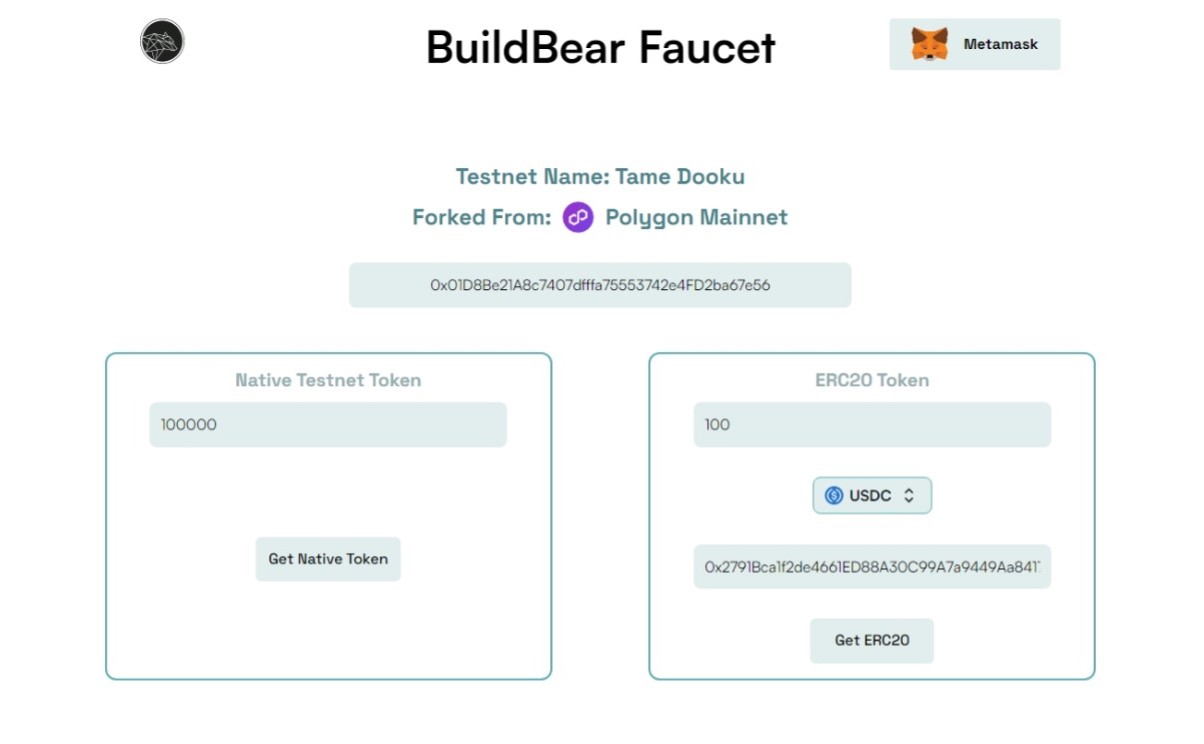 BuildBear Faucet
Metamask
Testnet Name: Tame Dooku
Forked From: Polygon Mainnet
0x01D8Be21A8c7407dfffa75553742e4FD2ba67e56
Native Testnet Token
100000
Get Native Token
ERC20 Token
100
USDC
0x2791Bca1f2de4661ED88A30C99A7a9449Aa841
Get ERC20